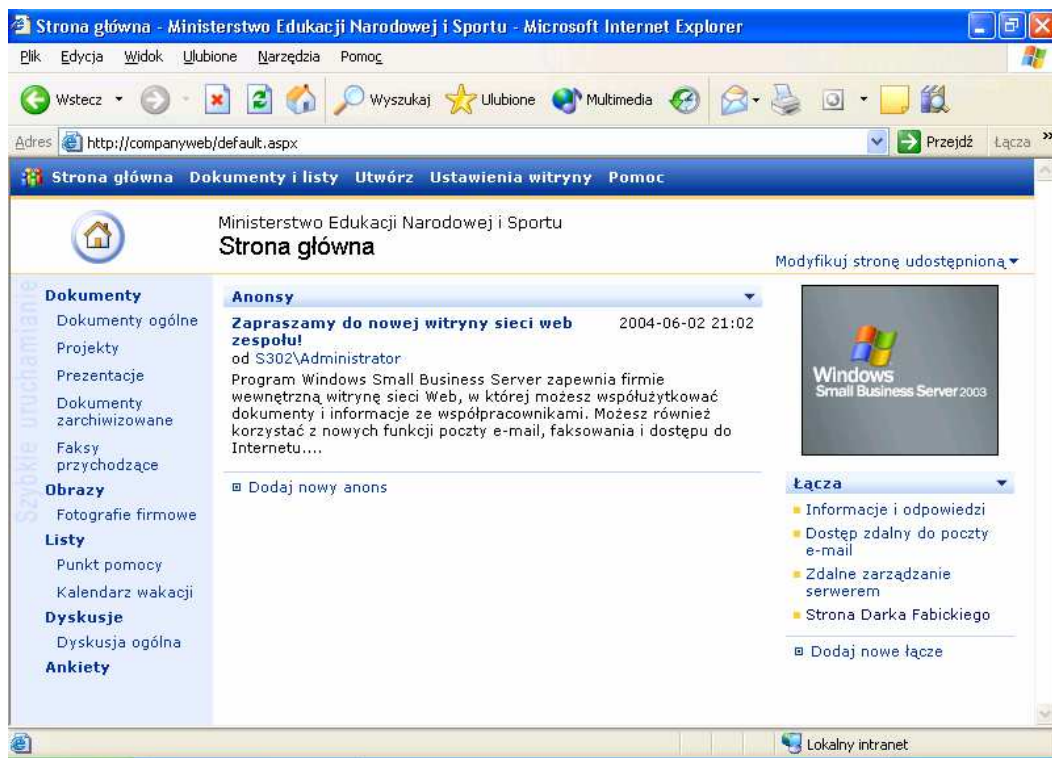 Strona główna - Ministerstwo Edukacji Narodowej i Sportu - Microsoft Internet Explorer
Plik Edycja Widok Ulubione Narzędzia Pomoc
Wstecz Wyszukaj Ulubione Multimedia
Adres http://companyweb/default.aspx Przejdź Łącza »
Strona główna Dokumenty i listy Utwórz Ustawienia witryny Pomoc
Ministerstwo Edukacji Narodowej i Sportu
Strona główna
Modyfikuj stronę udostępnioną
Szybkie uruchamianie
Dokumenty
Dokumenty ogólne
Projekty
Prezentacje
Dokumenty
zarchiwizowane
Faksy
przychodzące
Obrazy
Fotografie firmowe
Listy
Punkt pomocy
Kalendarz wakacji
Dyskusje
Dyskusja ogólna
Ankiety
Anonsy
Zapraszamy do nowej witryny sieci web 2004-06-02 21:02
zespołu!
od S302\Administrator
Program Windows Small Business Server zapewnia firmie
wewnętrzną witrynę sieci Web, w której możesz współużytkować
dokumenty i informacje ze współpracownikami. Możesz również
korzystać z nowych funkcji poczty e-mail, faksowania i dostępu do
Internetu....
Dodaj nowy anons
Windows
Small Business Server 2003
Łącza
Informacje i odpowiedzi
Dostęp zdalny do poczty
e-mail
Zdalne zarządzanie
serwerem
Strona Darka Fabickiego
Dodaj nowe łącze
Lokalny intranet